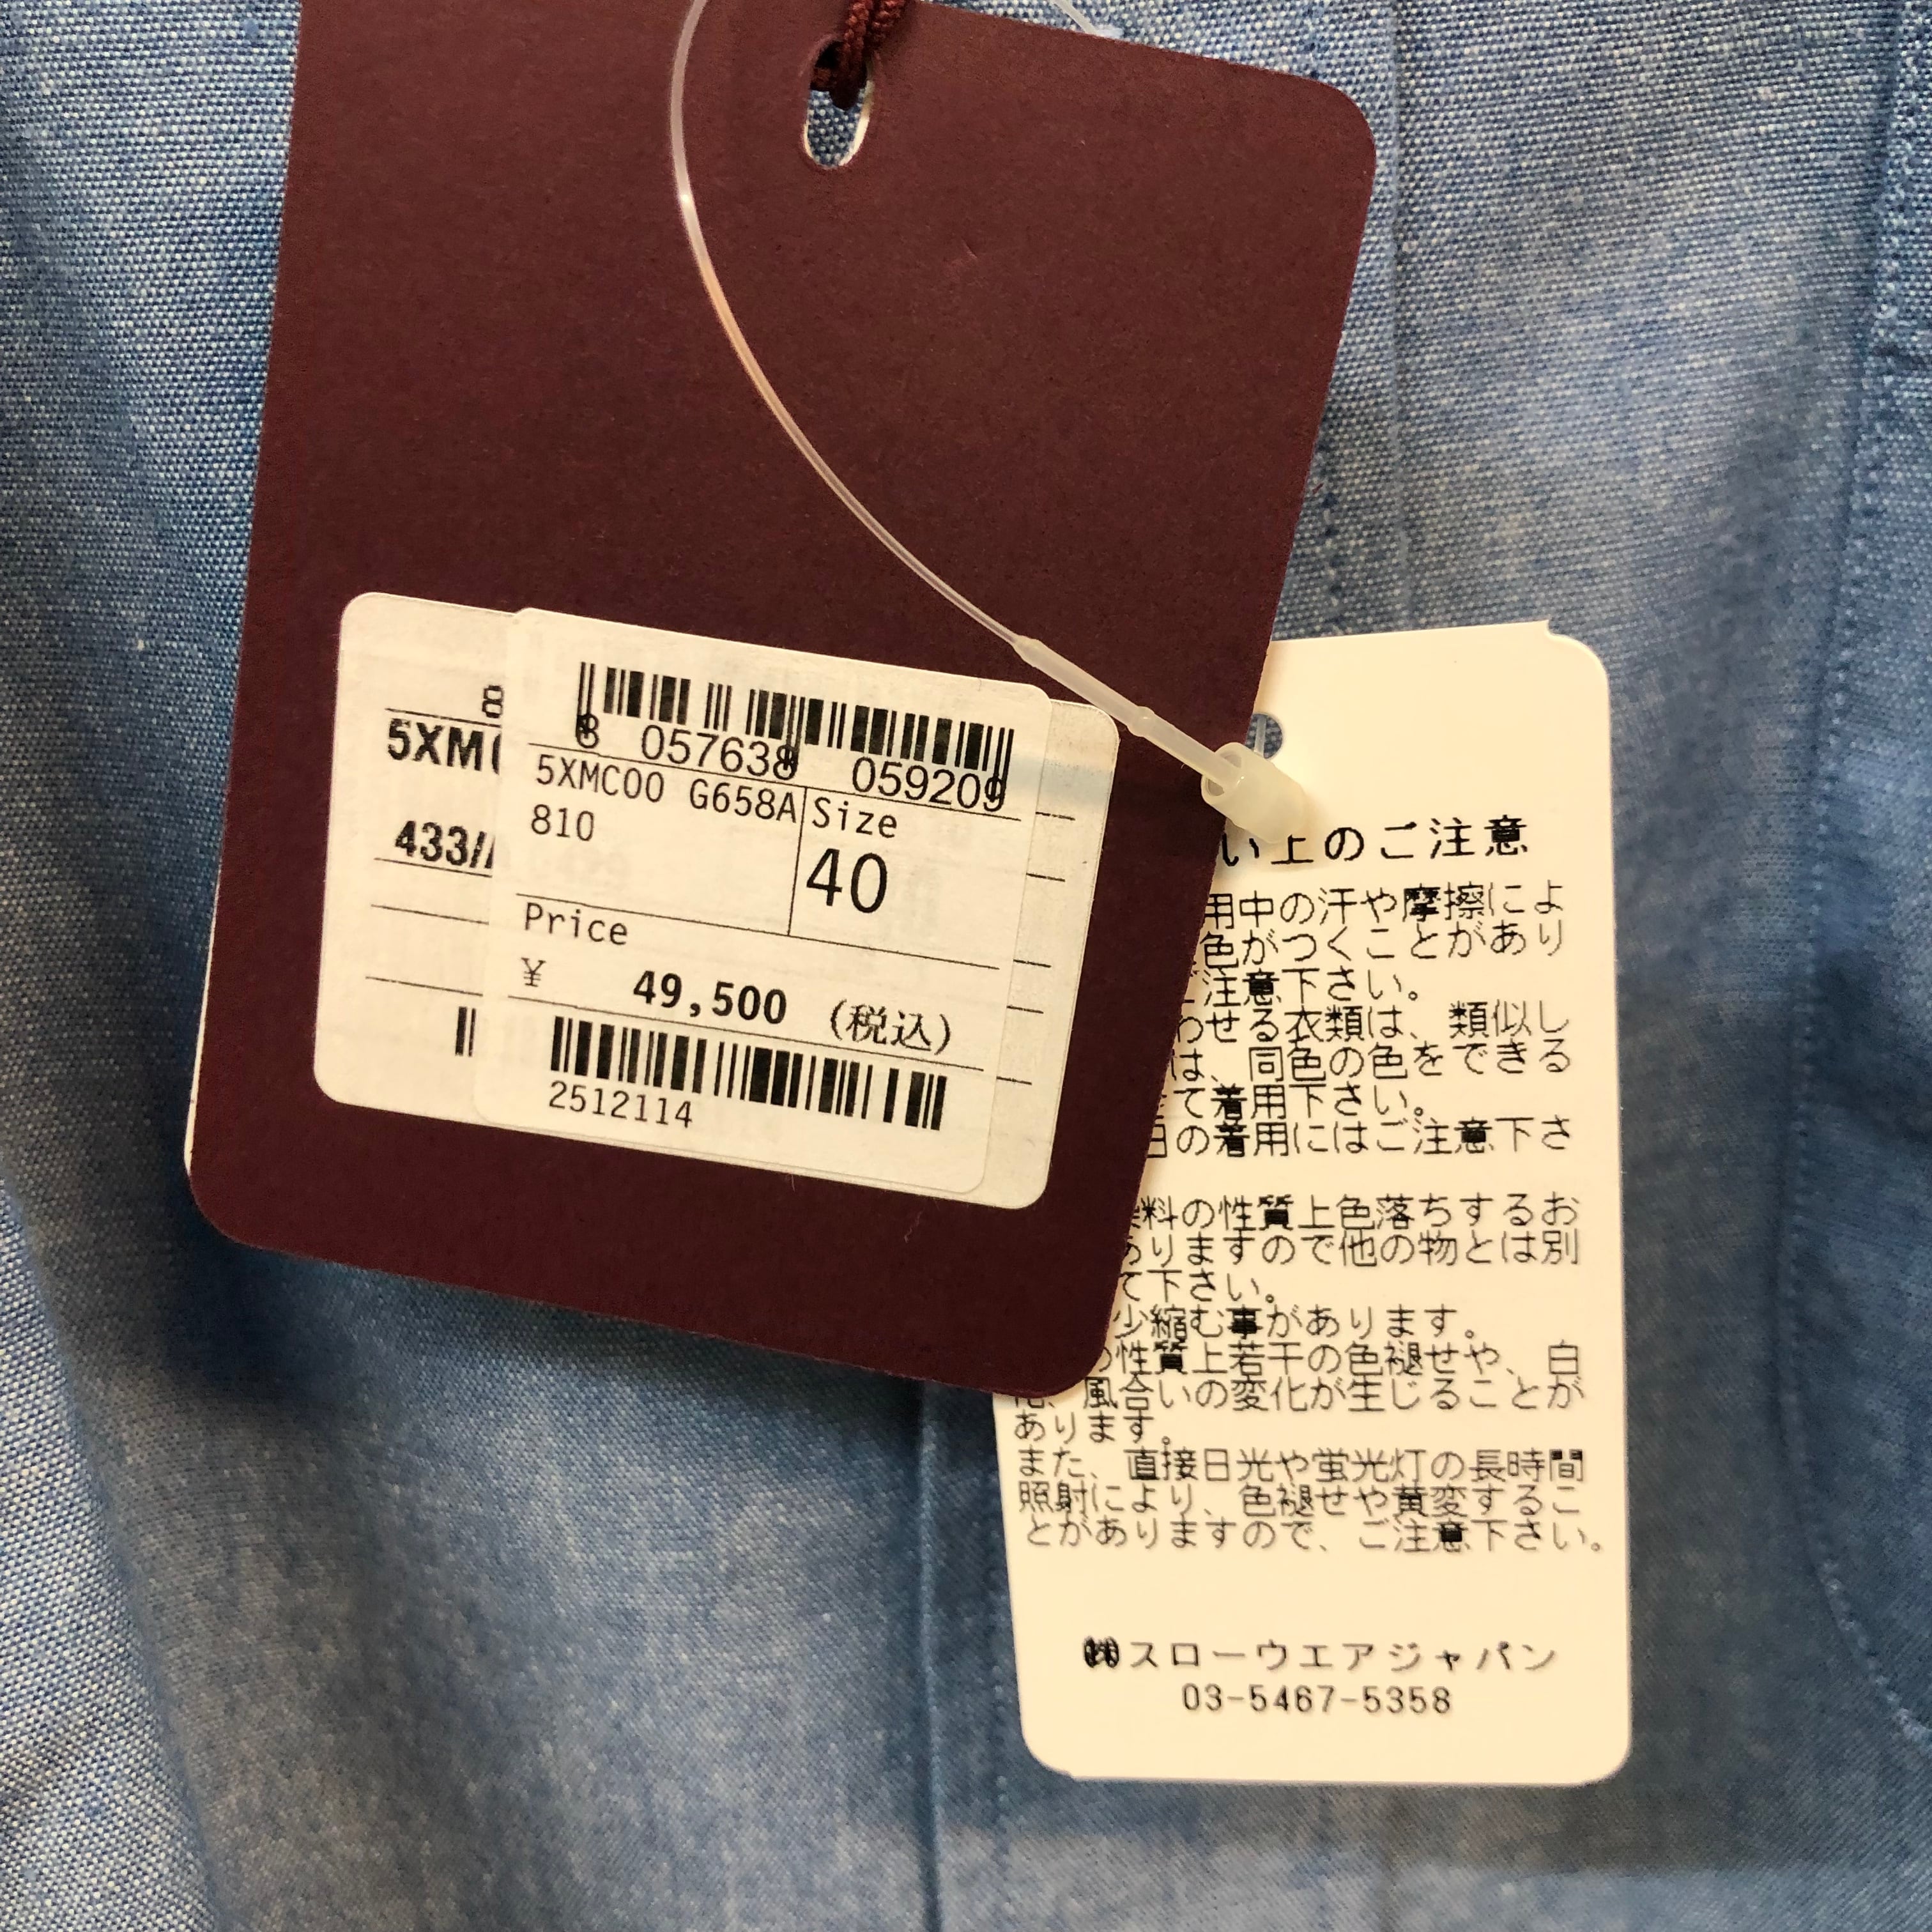 8
5XM
433/
8 057638 059209
5XMC00 G658A
810
Size
40
Price
¥ 49,500 (税込)
2512114
い上のご注意
用中の汗や摩擦によ
色がつくことがあり
ご注意下さい。
わせる衣類は、類似し
は、同色の色をできる
て着用下さい。
日の着用にはご注意下さ
料の性質上色落ちするお
ありますので他の物とは別
て下さい。
少縮む事があります。
の性質上若干の色褪せや、白
風合いの変化が生じることが
あります。
また、直接日光や蛍光灯の長時間
照射により、色褪せや黄変するこ
とがありますので、ご注意下さい。
㈱スローウエアジャパン
03-5467-5358